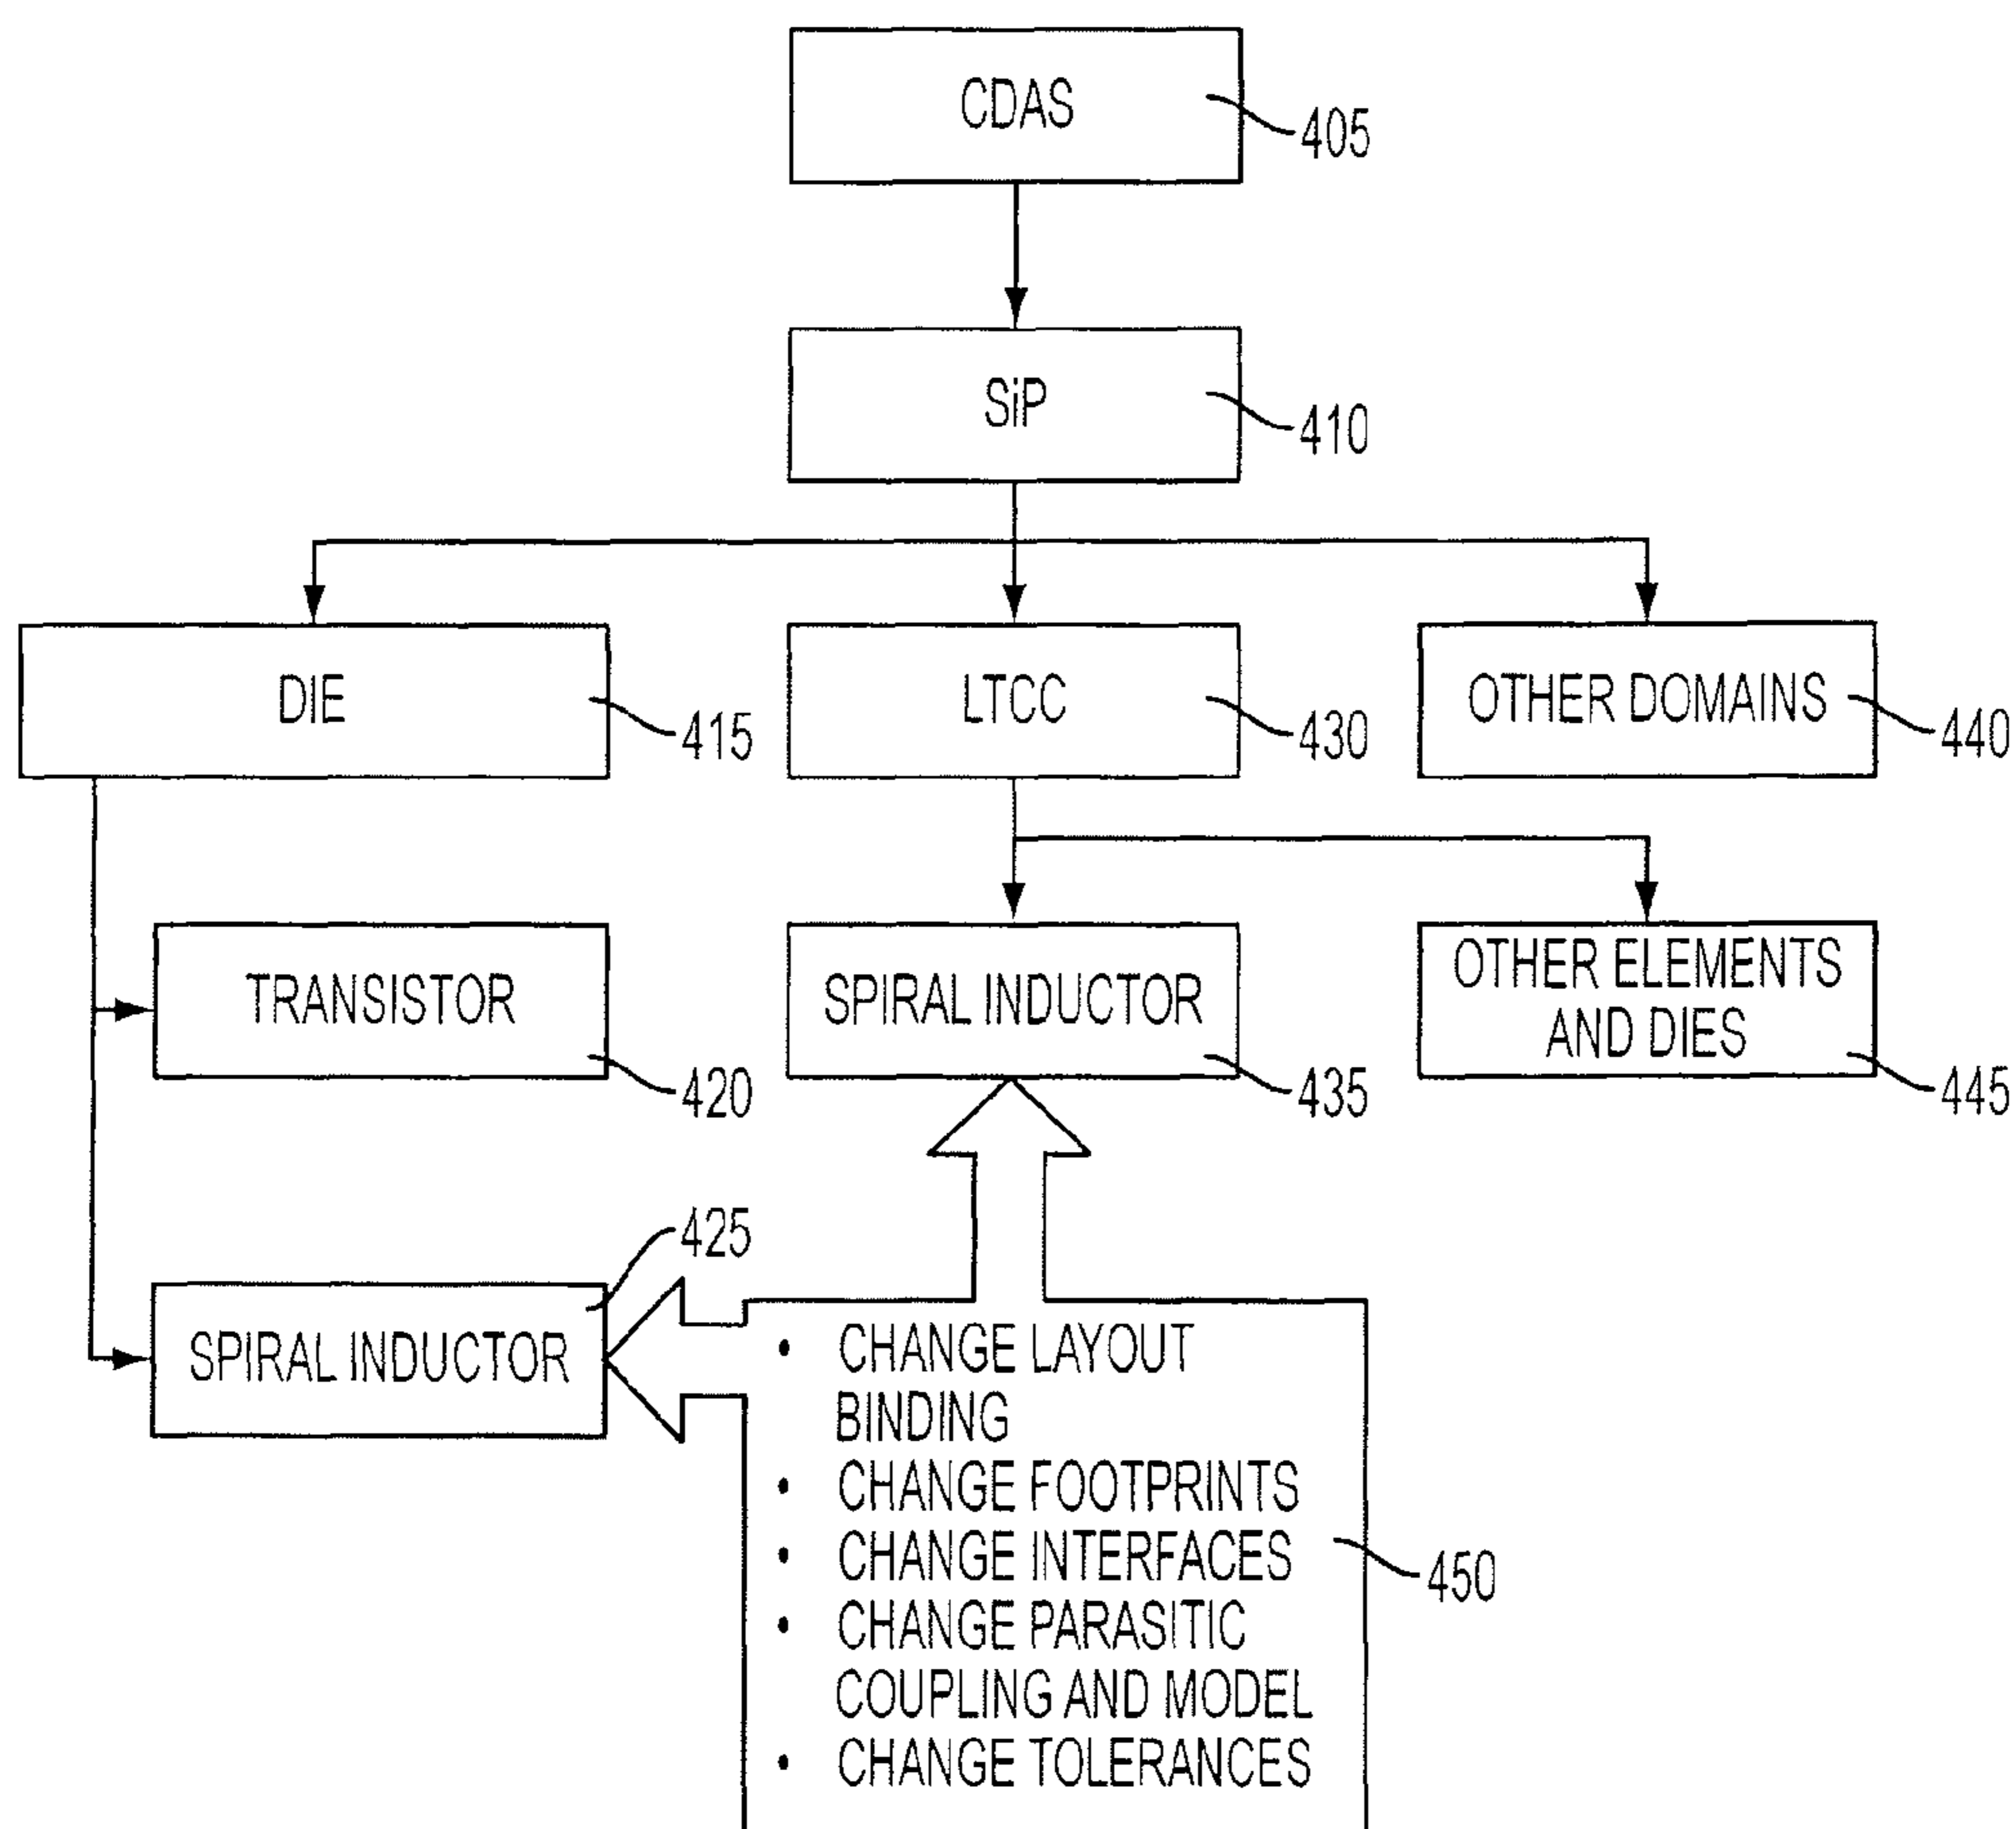 CDAS
405
SiP
410
DIE
415
LTCC
430
OTHER DOMAINS
440
TRANSISTOR
420
SPIRAL INDUCTOR
435
OTHER ELEMENTS
AND DIES
445
425
SPIRAL INDUCTOR
• CHANGE LAYOUT
BINDING
• CHANGE FOOTPRINTS
• CHANGE INTERFACES
• CHANGE PARASITIC
COUPLING AND MODEL
• CHANGE TOLERANCES
450